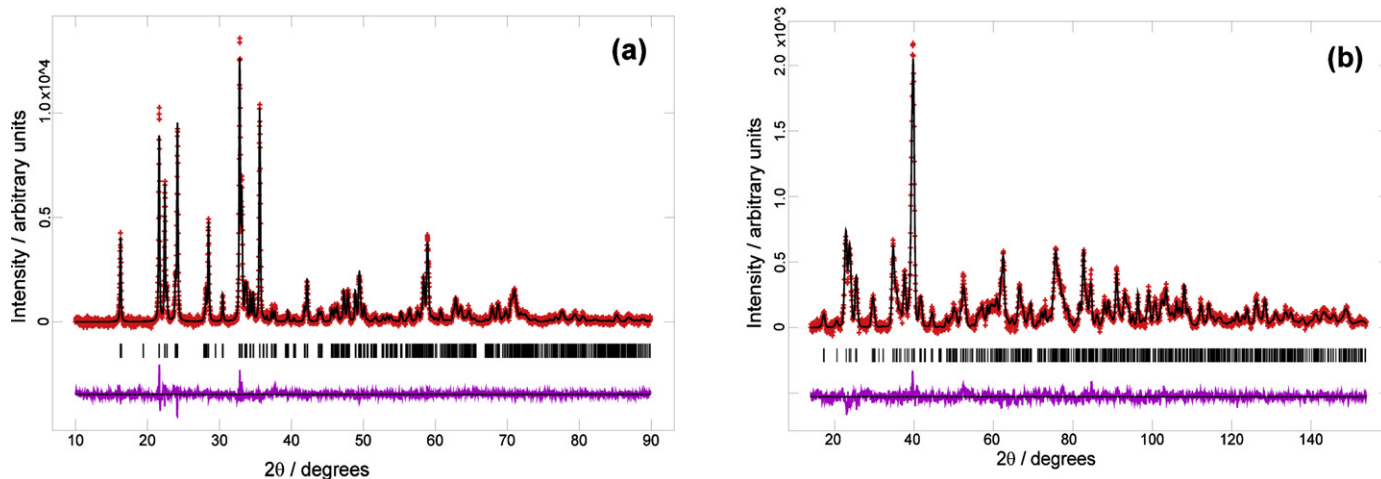 (a)
Intensity / arbitrary units
1.0x10^4
0.5
0
10 20 30 40 50 60 70 80 90
2θ / degrees
(b)
Intensity / arbitrary units
x10^3
2.0
1.5
1.0
0.5
0
20 40 60 80 100 120 140
2θ / degrees